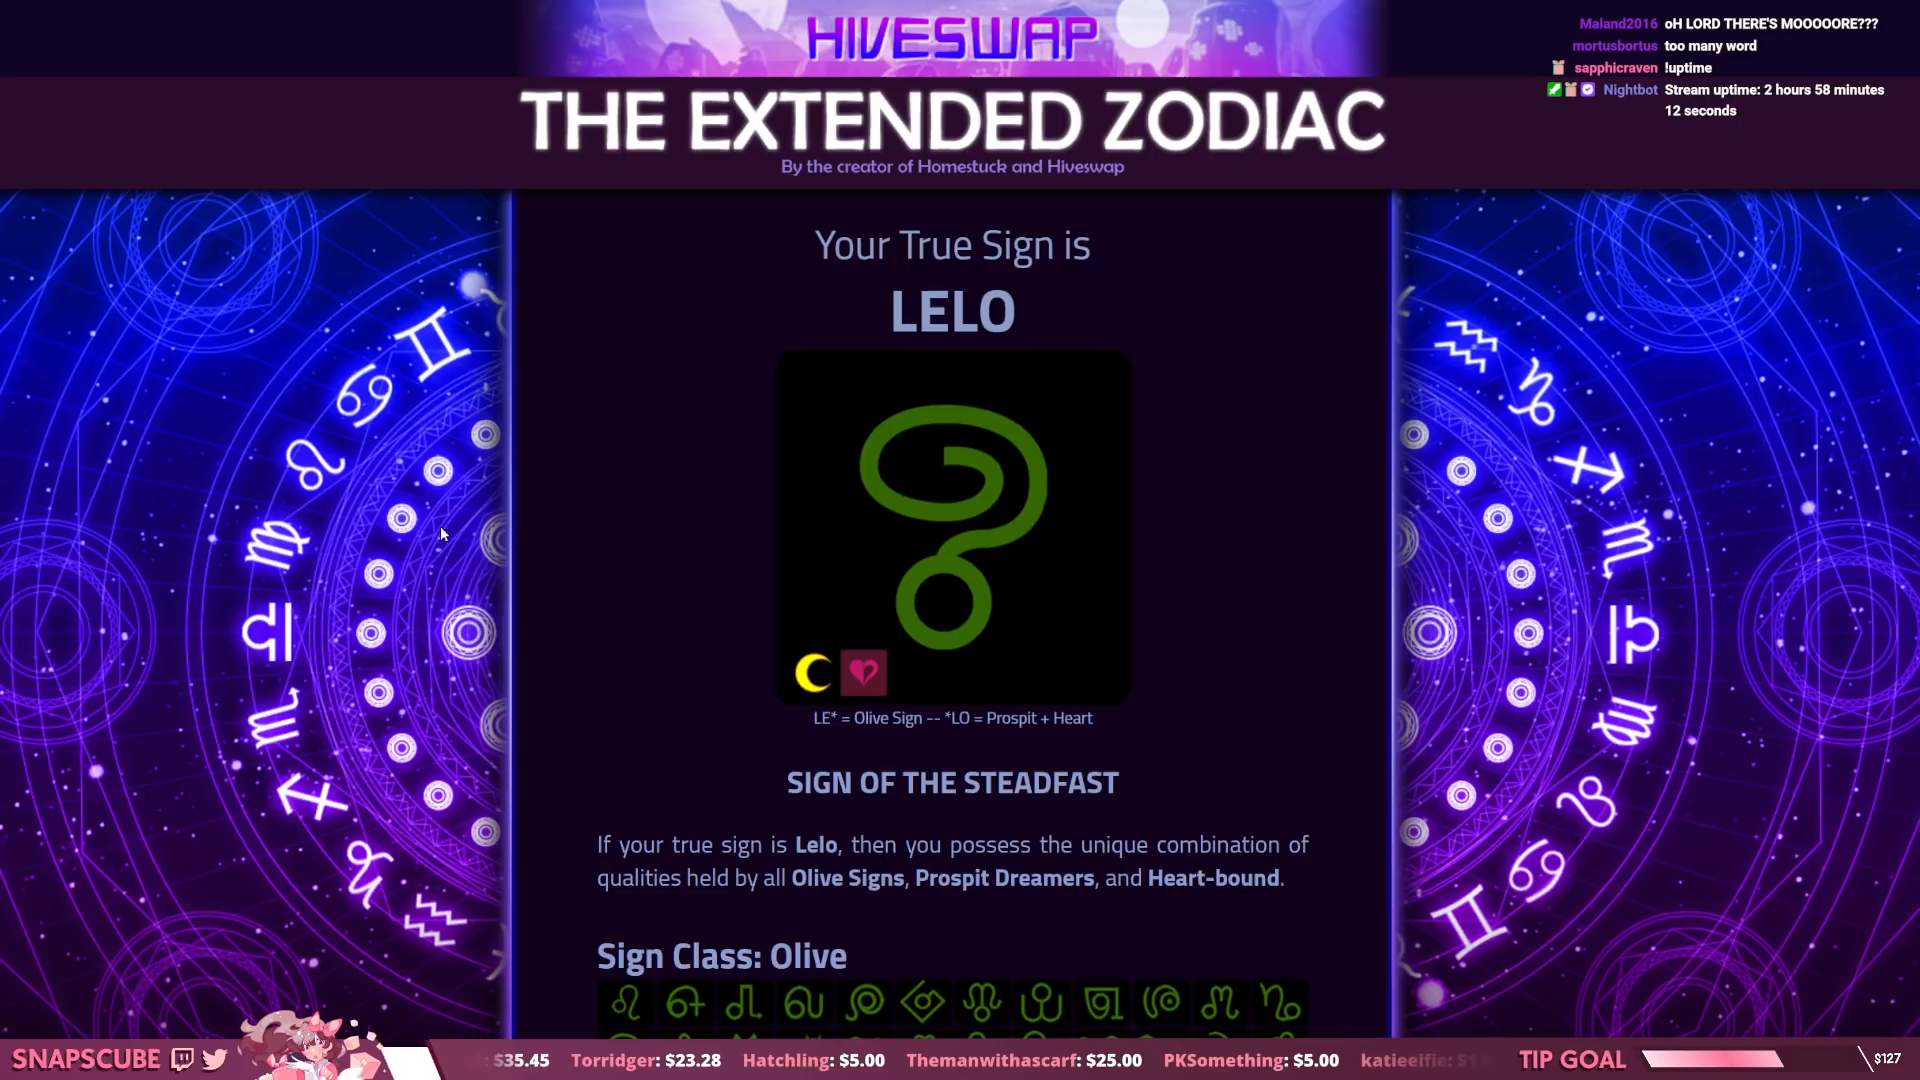 HIVESWAP
THE EXTENDED ZODIAC
By the creator of Homestuck and Hiveswap
Maland2016 oH LORD THERE'S MOOOOORE???
mortusbortus too many word
sapphicraven !uptime
Nightbot Stream uptime: 2 hours 58 minutes
12 seconds
Your True Sign is
LELO
LE* = Olive Sign -- *LO = Prospit + Heart
SIGN OF THE STEADFAST
If your true sign is Lelo, then you possess the unique combination of
qualities held by all Olive Signs, Prospit Dreamers, and Heart-bound.
Sign Class: Olive
SNAPSCUBE : $35.45 Torridger: $23.28 Hatchling: $5.00 Themanwithascarf: $25.00 PKSomething: $5.00 katieeifie: TIP GOAL $127